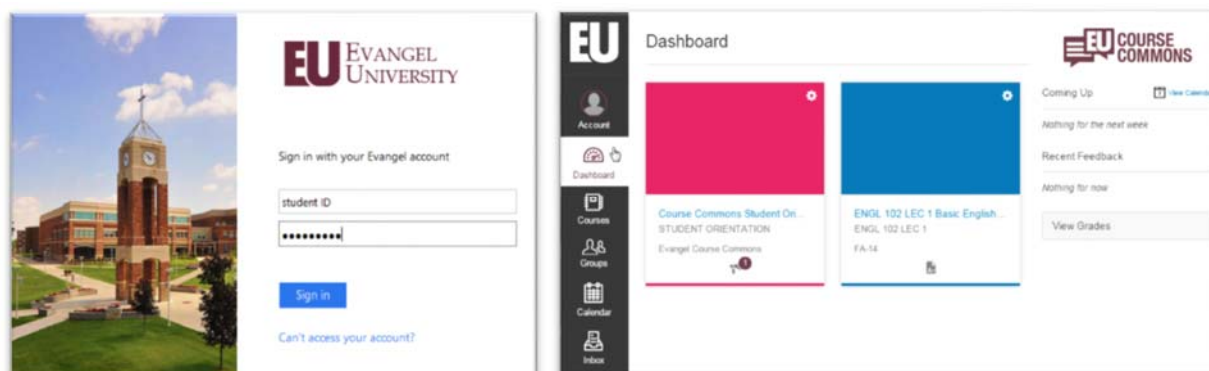 EU EVANGEL
UNIVERSITY
Sign in with your Evangel account
student ID
•••••••••
Sign in
Can't access your account?
EU
Account
Dashboard
Courses
Groups
Calendar
Inbox
Dashboard
Course Commons Student On...
STUDENT ORIENTATION
Evangel Course Commons
1
ENGL 102 LEC 1 Basic English...
ENGL 102 LEC 1
FA-14
EU COURSE
COMMONS
Coming Up
View Calendar
Nothing for the next week
Recent Feedback
Nothing for now
View Grades